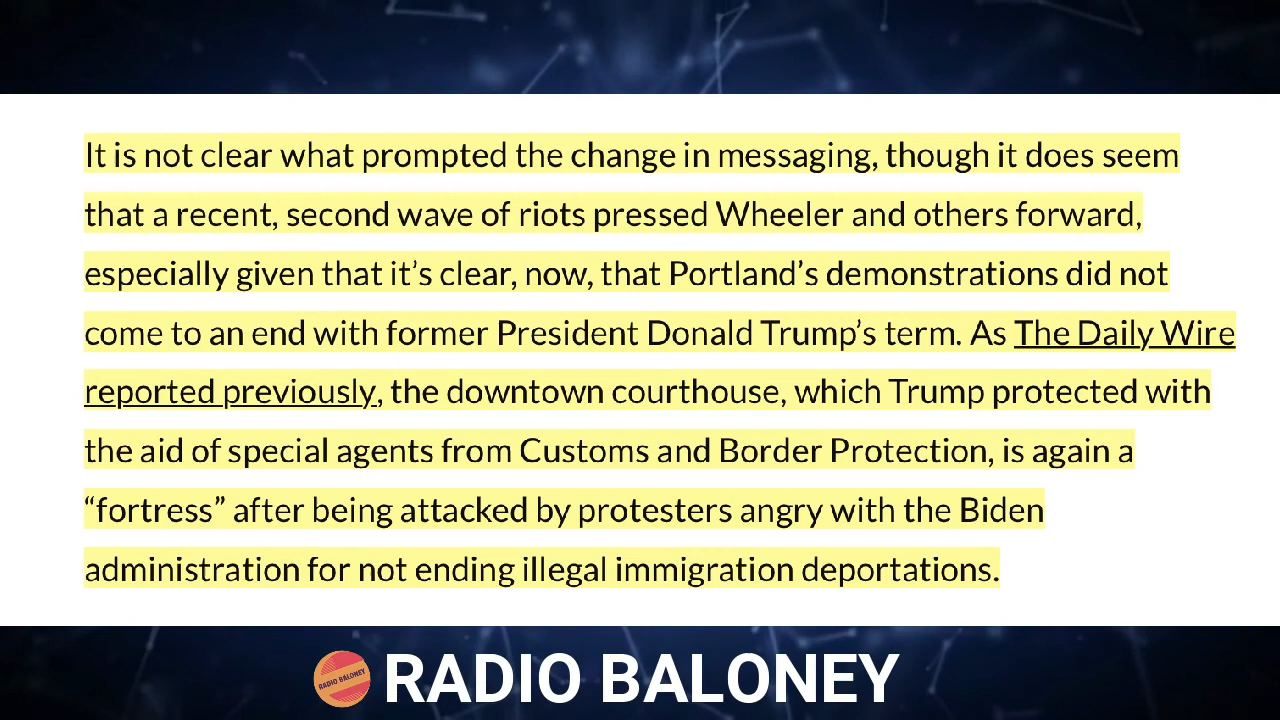 It is not clear what prompted the change in messaging, though it does seem
that a recent, second wave of riots pressed Wheeler and others forward,
especially given that it’s clear, now, that Portland’s demonstrations did not
come to an end with former President Donald Trump’s term. As The Daily Wire
reported previously, the downtown courthouse, which Trump protected with
the aid of special agents from Customs and Border Protection, is again a
“fortress” after being attacked by protesters angry with the Biden
administration for not ending illegal immigration deportations.
RADIO BALONEY
RADIO BALONEY